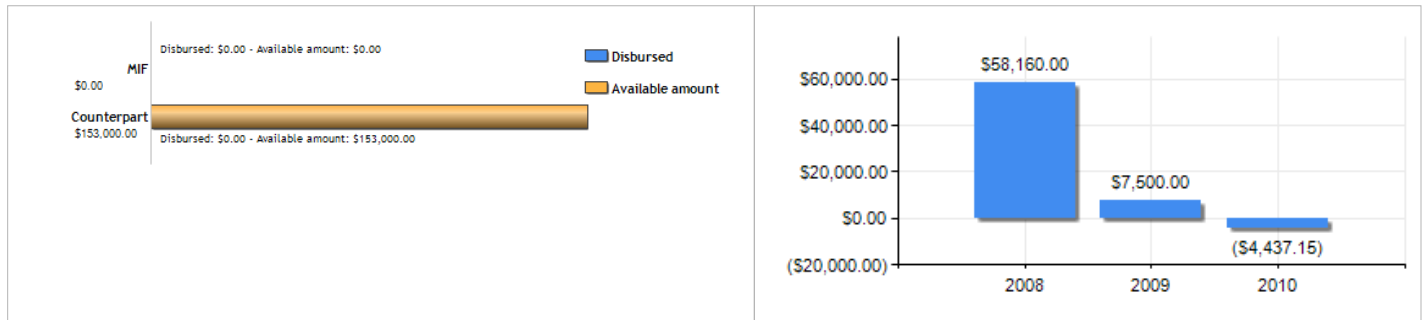 Disbursed: $0.00 - Available amount: $0.00
MIF
$0.00
Counterpart
$153,000.00
Disbursed: $0.00 - Available amount: $153,000.00
Disbursed
Available amount
$60,000.00
$40,000.00
$20,000.00
$0.00
($20,000.00)
$58,160.00
$7,500.00
($4,437.15)
2008 2009 2010